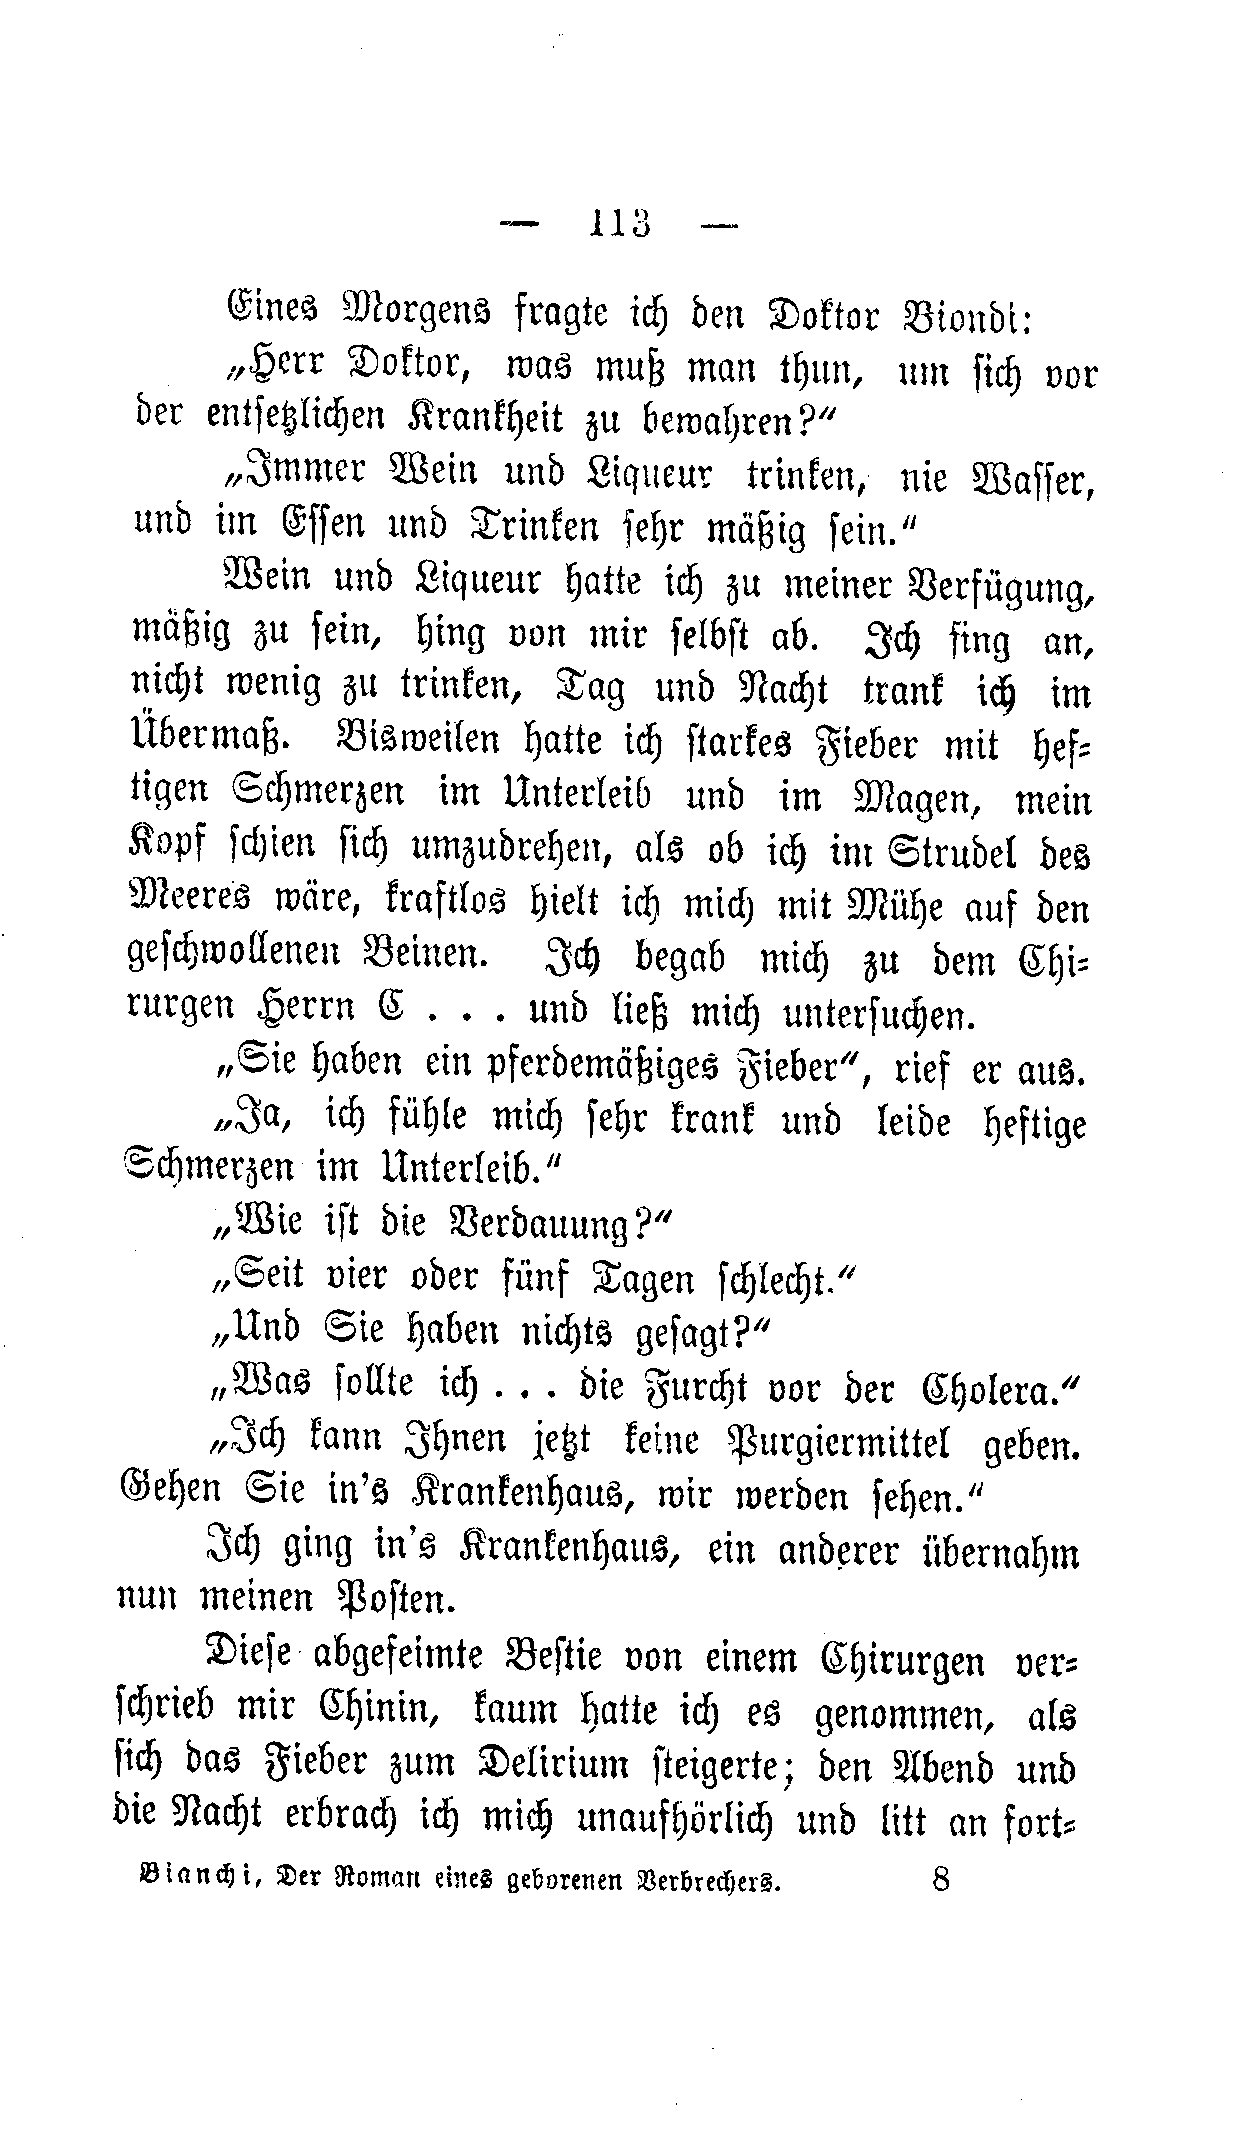 — 113 —
Eines Morgens fragte ich den Doktor Biondi:
„Herr Doktor, was muß man thun, um sich vor
der entsetzlichen Krankheit zu bewahren?“
„Immer Wein und Liqueur trinken, nie Wasser,
und im Essen und Trinken sehr mäßig sein.“
Wein und Liqueur hatte ich zu meiner Verfügung,
mäßig zu sein, hing von mir selbst ab. Ich fing an,
nicht wenig zu trinken, Tag und Nacht trank ich im
Übermaß. Bisweilen hatte ich starkes Fieber mit hef-
tigen Schmerzen im Unterleib und im Magen, mein
Kopf schien sich umzudrehen, als ob ich im Strudel des
Meeres wäre, kraftlos hielt ich mich mit Mühe auf den
geschwollenen Beinen. Ich begab mich zu dem Chi-
rurgen Herrn C . . . und ließ mich untersuchen.
„Sie haben ein pferdemäßiges Fieber“, rief er aus.
„Ja, ich fühle mich sehr krank und leide heftige
Schmerzen im Unterleib.“
„Wie ist die Verdauung?“
„Seit vier oder fünf Tagen schlecht.“
„Und Sie haben nichts gesagt?“
„Was sollte ich . . . die Furcht vor der Cholera.“
„Ich kann Ihnen jetzt keine Purgiermittel geben.
Gehen Sie in's Krankenhaus, wir werden sehen.“
Ich ging in's Krankenhaus, ein anderer übernahm
nun meinen Posten.
Diese abgefeimte Bestie von einem Chirurgen ver-
schrieb mir Chinin, kaum hatte ich es genommen, als
sich das Fieber zum Delirium steigerte; den Abend und
die Nacht erbrach ich mich unaufhörlich und litt an fort-
Bianchi, Der Roman eines geborenen Verbrechers. 8